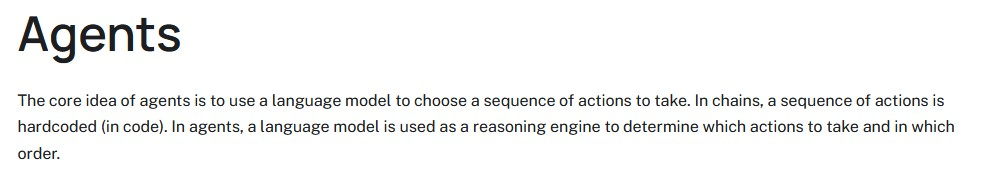 Agents
The core idea of agents is to use a language model to choose a sequence of actions to take. In chains, a sequence of actions is
hardcoded (in code). In agents, a language model is used as a reasoning engine to determine which actions to take and in which
order.